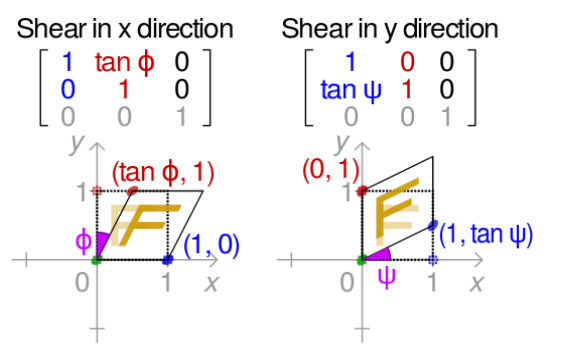 Shear in x direction
1 tan ϕ 0
0 1 0
0 0 1
y
(tan ϕ, 1)
1
F F
ϕ
(1, 0)
0 1 x
Shear in y direction
1 0 0
tan ψ 1 0
0 0 1
y
(0, 1)
1
F F
(1, tan ψ)
ψ
0 1 x